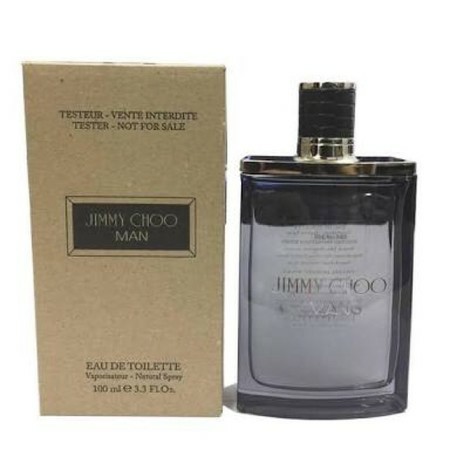 TESTEUR - VENTE INTERDITE
TESTER - NOT FOR SALE
JIMMY CHOO
MAN
EAU DE TOILETTE
Vaporisateur - Natural Spray
100 ml ℮ 3.3 FL.Oz.
JIMMY CHOO